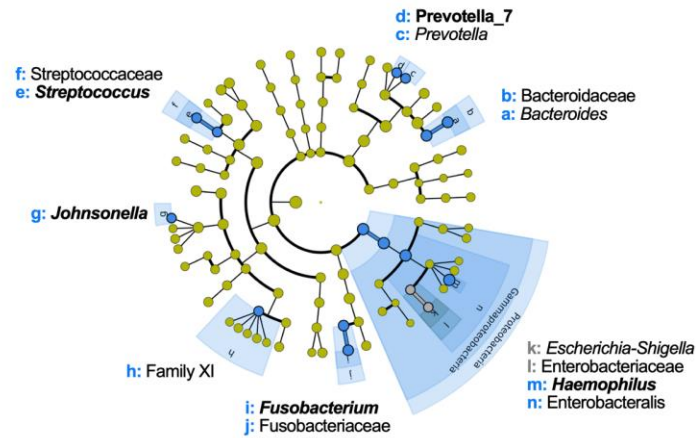 d: Prevotella_7
c: Prevotella
f: Streptococcaceae
e: Streptococcus
b: Bacteroidaceae
a: Bacteroides
g: Johnsonella
h: Family XI
i: Fusobacterium
j: Fusobacteriaceae
k: Escherichia-Shigella
l: Enterobacteriaceae
m: Haemophilus
n: Enterobacteralis
d
c
b
a
f
e
g
h
i
j
k
l
m
n
Gammaproteobacteria
Proteobacteria